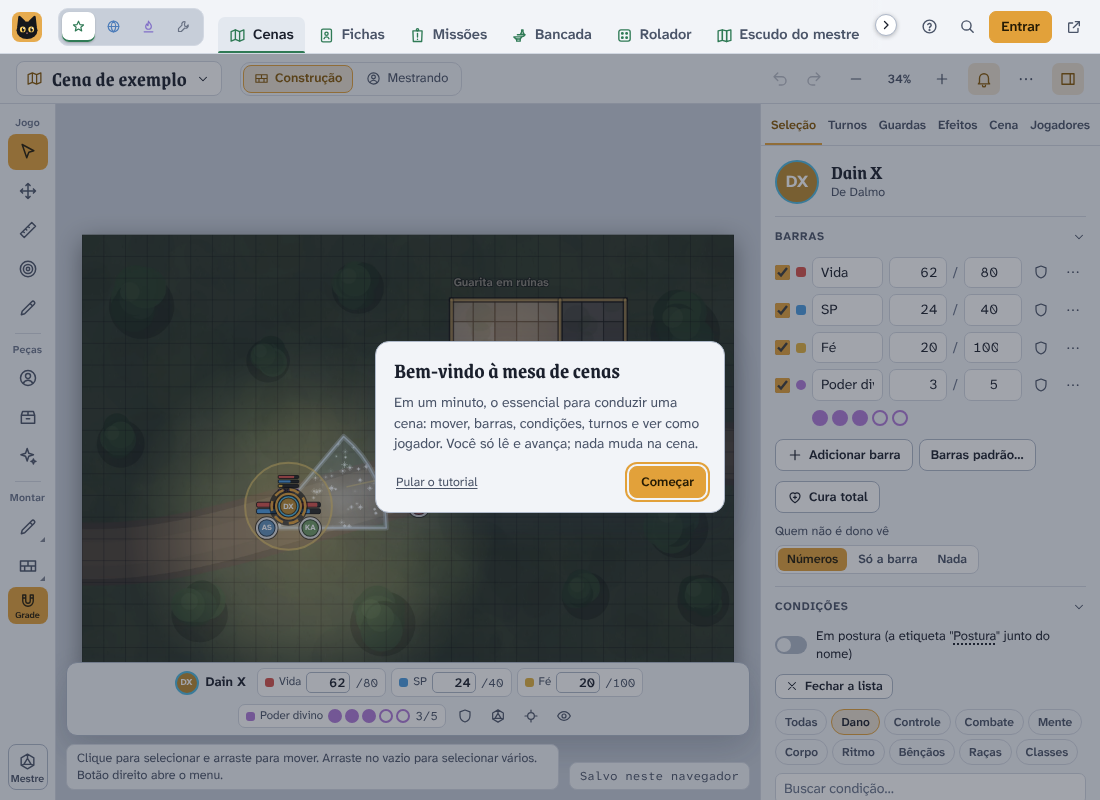 Cenas
Fichas
Missões
Bancada
Rolador
Escudo do mestre
Entrar
Cena de exemplo
Construção
Mestrando
34%
Jogo
Peças
Montar
Grade
Mestre
Seleção
Turnos
Guardas
Efeitos
Cena
Jogadores
DX
Dain X
De Dalmo
BARRAS
Vida 62 / 80
SP 24 / 40
Fé 20 / 100
Poder div 3 / 5
Adicionar barra
Barras padrão...
Cura total
Quem não é dono vê
Números
Só a barra
Nada
CONDIÇÕES
Em postura (a etiqueta "Postura" junto do
nome)
Fechar a lista
Todas
Dano
Controle
Combate
Mente
Corpo
Ritmo
Bênçãos
Raças
Classes
Buscar condição...
Guarita em ruínas
Bem-vindo à mesa de cenas
Em um minuto, o essencial para conduzir uma
cena: mover, barras, condições, turnos e ver como
jogador. Você só lê e avança; nada muda na cena.
Pular o tutorial
Começar
DX
AS
KA
DX
Dain X
Vida 62 /80
SP 24 /40
Fé 20 /100
Poder divino 3/5
Clique para selecionar e arraste para mover. Arraste no vazio para selecionar vários.
Botão direito abre o menu.
Salvo neste navegador